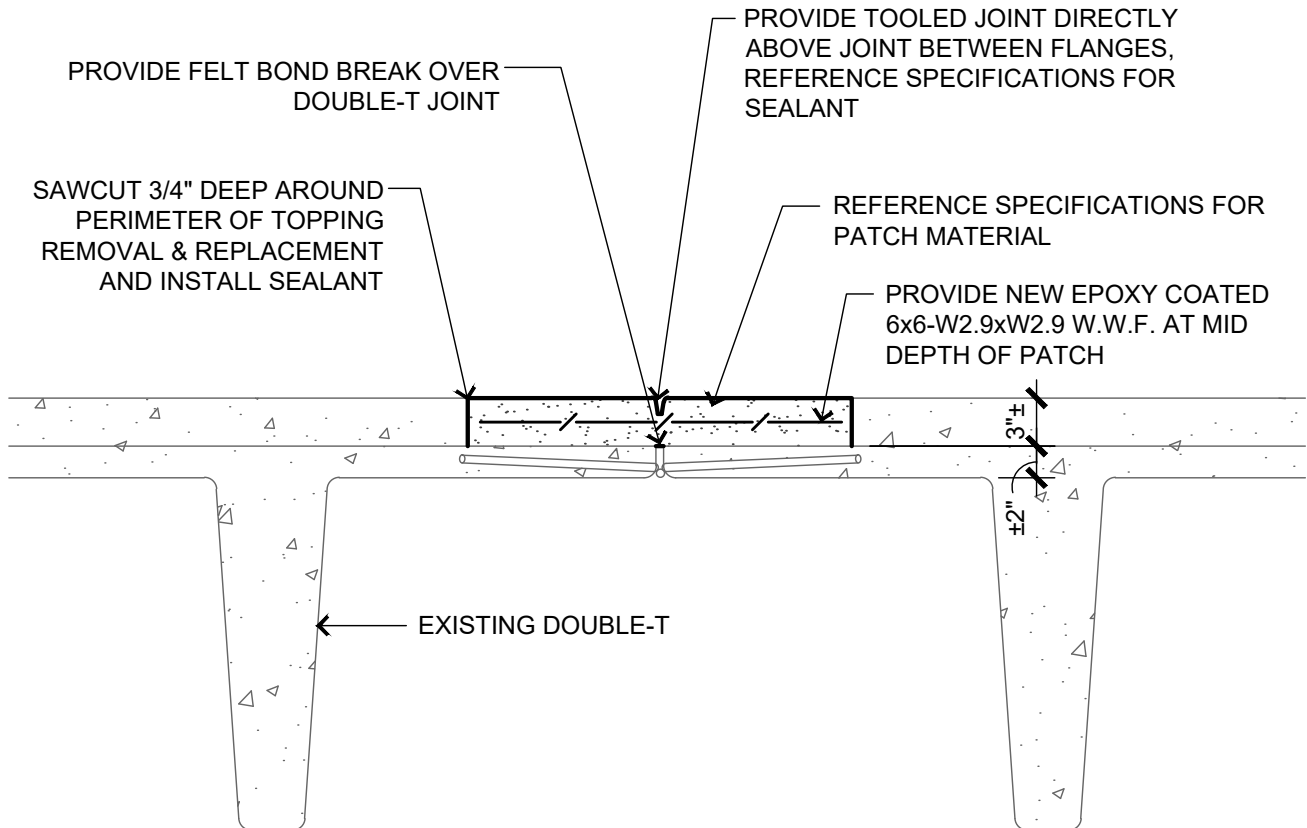 PROVIDE TOOLED JOINT DIRECTLY
ABOVE JOINT BETWEEN FLANGES,
REFERENCE SPECIFICATIONS FOR
SEALANT
PROVIDE FELT BOND BREAK OVER
DOUBLE-T JOINT
SAWCUT 3/4" DEEP AROUND
PERIMETER OF TOPPING
REMOVAL & REPLACEMENT
AND INSTALL SEALANT
REFERENCE SPECIFICATIONS FOR
PATCH MATERIAL
PROVIDE NEW EPOXY COATED
6x6-W2.9xW2.9 W.W.F. AT MID
DEPTH OF PATCH
3"±
±2"
EXISTING DOUBLE-T